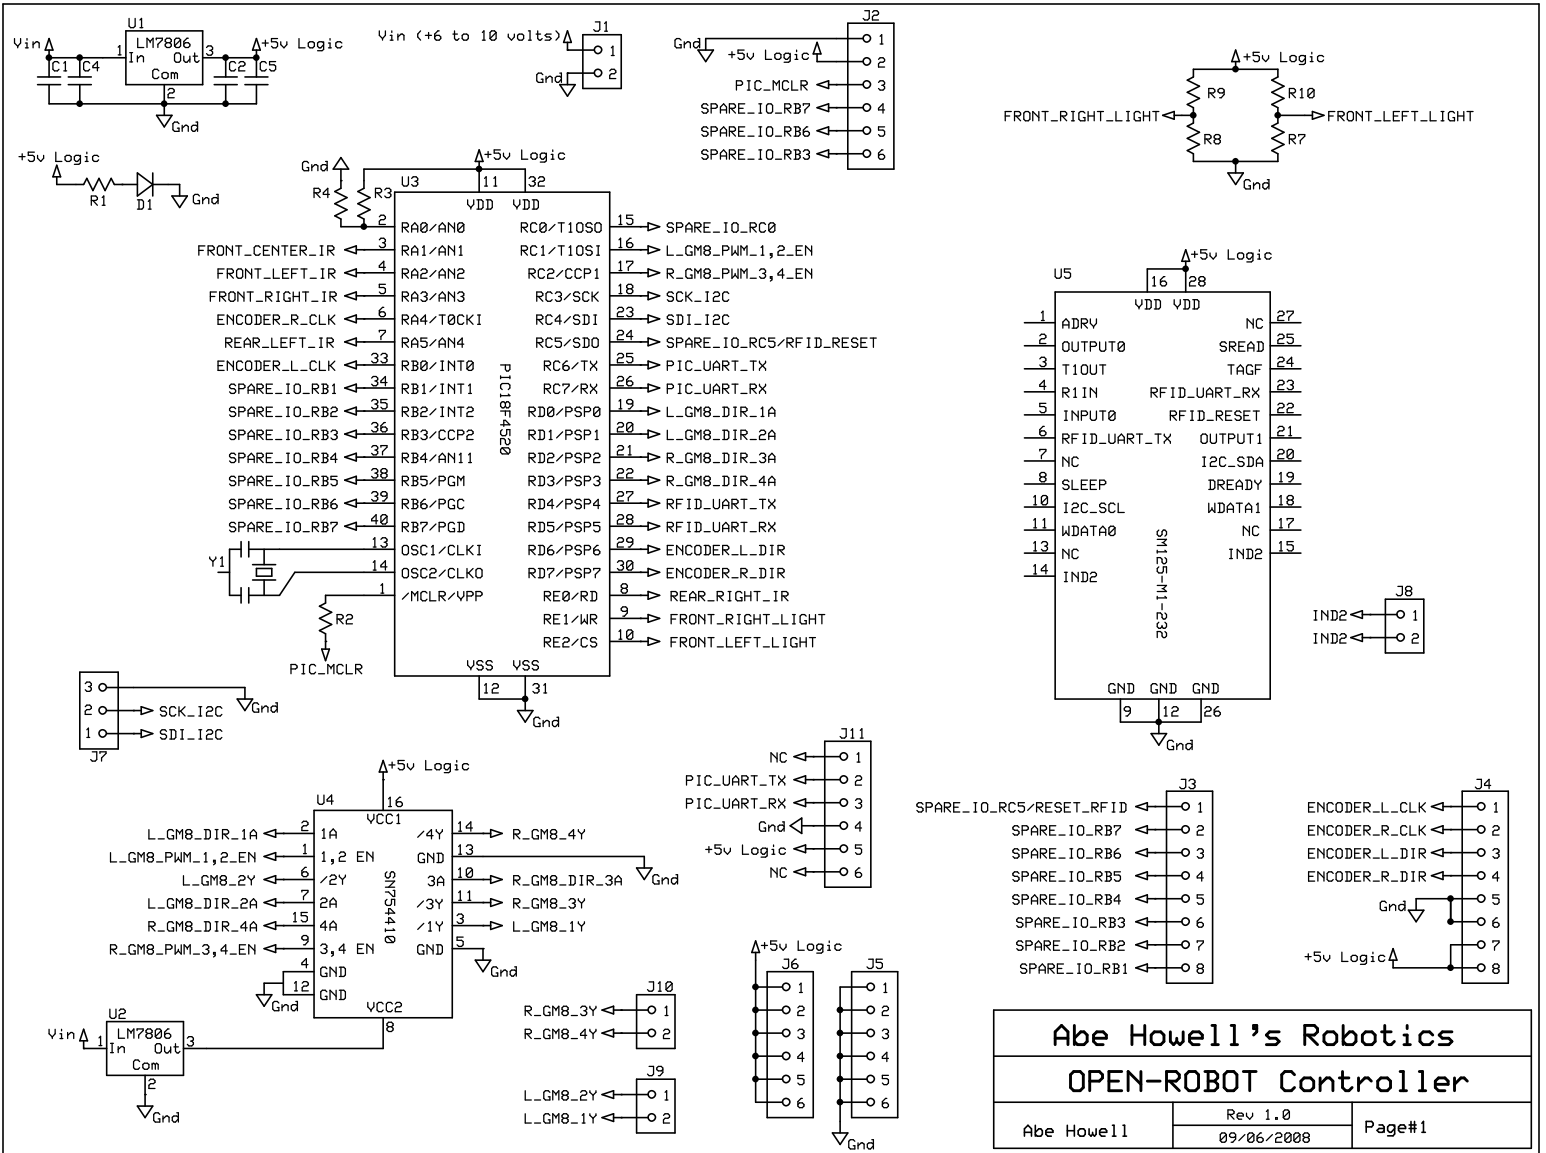 U1
Vin
LM7806
1 In Out 3
Com
2
C1 C4 C2 C5
+5v Logic
Gnd
+5v Logic
R1 D1
Gnd
Vin (+6 to 10 volts)
Gnd
J1
1
2
J2
Gnd 1
+5v Logic 2
PIC_MCLR 3
SPARE_IO_RB7 4
SPARE_IO_RB6 5
SPARE_IO_RB3 6
+5v Logic
R9 R10
FRONT_RIGHT_LIGHT FRONT_LEFT_LIGHT
R8 R7
Gnd
+5v Logic
Gnd
R4 R3
U3
11 32
VDD VDD
2 RA0/AN0 RC0/T1OSO 15 SPARE_IO_RC0
FRONT_CENTER_IR 3 RA1/AN1 RC1/T1OSI 16 L_GM8_PWM_1,2_EN
FRONT_LEFT_IR 4 RA2/AN2 RC2/CCP1 17 R_GM8_PWM_3,4_EN
FRONT_RIGHT_IR 5 RA3/AN3 RC3/SCK 18 SCK_I2C
ENCODER_R_CLK 6 RA4/T0CKI RC4/SDI 23 SDI_I2C
REAR_LEFT_IR 7 RA5/AN4 RC5/SDO 24 SPARE_IO_RC5/RFID_RESET
ENCODER_L_CLK 33 RB0/INT0 RC6/TX 25 PIC_UART_TX
SPARE_IO_RB1 34 RB1/INT1 RC7/RX 26 PIC_UART_RX
SPARE_IO_RB2 35 RB2/INT2 RD0/PSP0 19 L_GM8_DIR_1A
SPARE_IO_RB3 36 RB3/CCP2 RD1/PSP1 20 L_GM8_DIR_2A
SPARE_IO_RB4 37 RB4/AN11 RD2/PSP2 21 R_GM8_DIR_3A
SPARE_IO_RB5 38 RB5/PGM RD3/PSP3 22 R_GM8_DIR_4A
SPARE_IO_RB6 39 RB6/PGC RD4/PSP4 27 RFID_UART_TX
SPARE_IO_RB7 40 RB7/PGD RD5/PSP5 28 RFID_UART_RX
13 OSC1/CLKI RD6/PSP6 29 ENCODER_L_DIR
Y1
14 OSC2/CLKO RD7/PSP7 30 ENCODER_R_DIR
1 /MCLR/VPP RE0/RD 8 REAR_RIGHT_IR
RE1/WR 9 FRONT_RIGHT_LIGHT
RE2/CS 10 FRONT_LEFT_LIGHT
PIC18F4520
R2
PIC_MCLR
VSS VSS
12 31
Gnd
+5v Logic
U5
16 28
VDD VDD
1 ADRV NC 27
2 OUTPUT0 SREAD 25
3 T1OUT TAGF 24
4 R1IN RFID_UART_RX 23
5 INPUT0 RFID_RESET 22
6 RFID_UART_TX OUTPUT1 21
7 NC I2C_SDA 20
8 SLEEP DREADY 19
10 I2C_SCL WDATA1 18
11 WDATA0 NC 17
13 NC IND2 15
14 IND2
SM125-M1-232
GND GND GND
9 12 26
Gnd
J8
IND2 1
IND2 2
3 Gnd
2 SCK_I2C
1 SDI_I2C
J7
+5v Logic
U4
16
VCC1
L_GM8_DIR_1A 2 1A /4Y 14 R_GM8_4Y
L_GM8_PWM_1,2_EN 1 1,2 EN GND 13 Gnd
L_GM8_2Y 6 /2Y 3A 10 R_GM8_DIR_3A
L_GM8_DIR_2A 7 2A /3Y 11 R_GM8_3Y
R_GM8_DIR_4A 15 4A /1Y 3 L_GM8_1Y
R_GM8_PWM_3,4_EN 9 3,4 EN GND 5 Gnd
4 GND
Gnd 12 GND
SN754410
VCC2
8
U2
Vin
LM7806
1 In Out 3
Com
2
Gnd
J11
NC 1
PIC_UART_TX 2
PIC_UART_RX 3
Gnd 4
+5v Logic 5
NC 6
J10
R_GM8_3Y 1
R_GM8_4Y 2
J9
L_GM8_2Y 1
L_GM8_1Y 2
+5v Logic
J6
1
2
3
4
5
6
J5
1
2
3
4
5
6
Gnd
J3
SPARE_IO_RC5/RESET_RFID 1
SPARE_IO_RB7 2
SPARE_IO_RB6 3
SPARE_IO_RB5 4
SPARE_IO_RB4 5
SPARE_IO_RB3 6
SPARE_IO_RB2 7
SPARE_IO_RB1 8
J4
ENCODER_L_CLK 1
ENCODER_R_CLK 2
ENCODER_L_DIR 3
ENCODER_R_DIR 4
Gnd 5
6
7
+5v Logic 8
Abe Howell's Robotics
OPEN-ROBOT Controller
Abe Howell
Rev 1.0
09/06/2008
Page#1